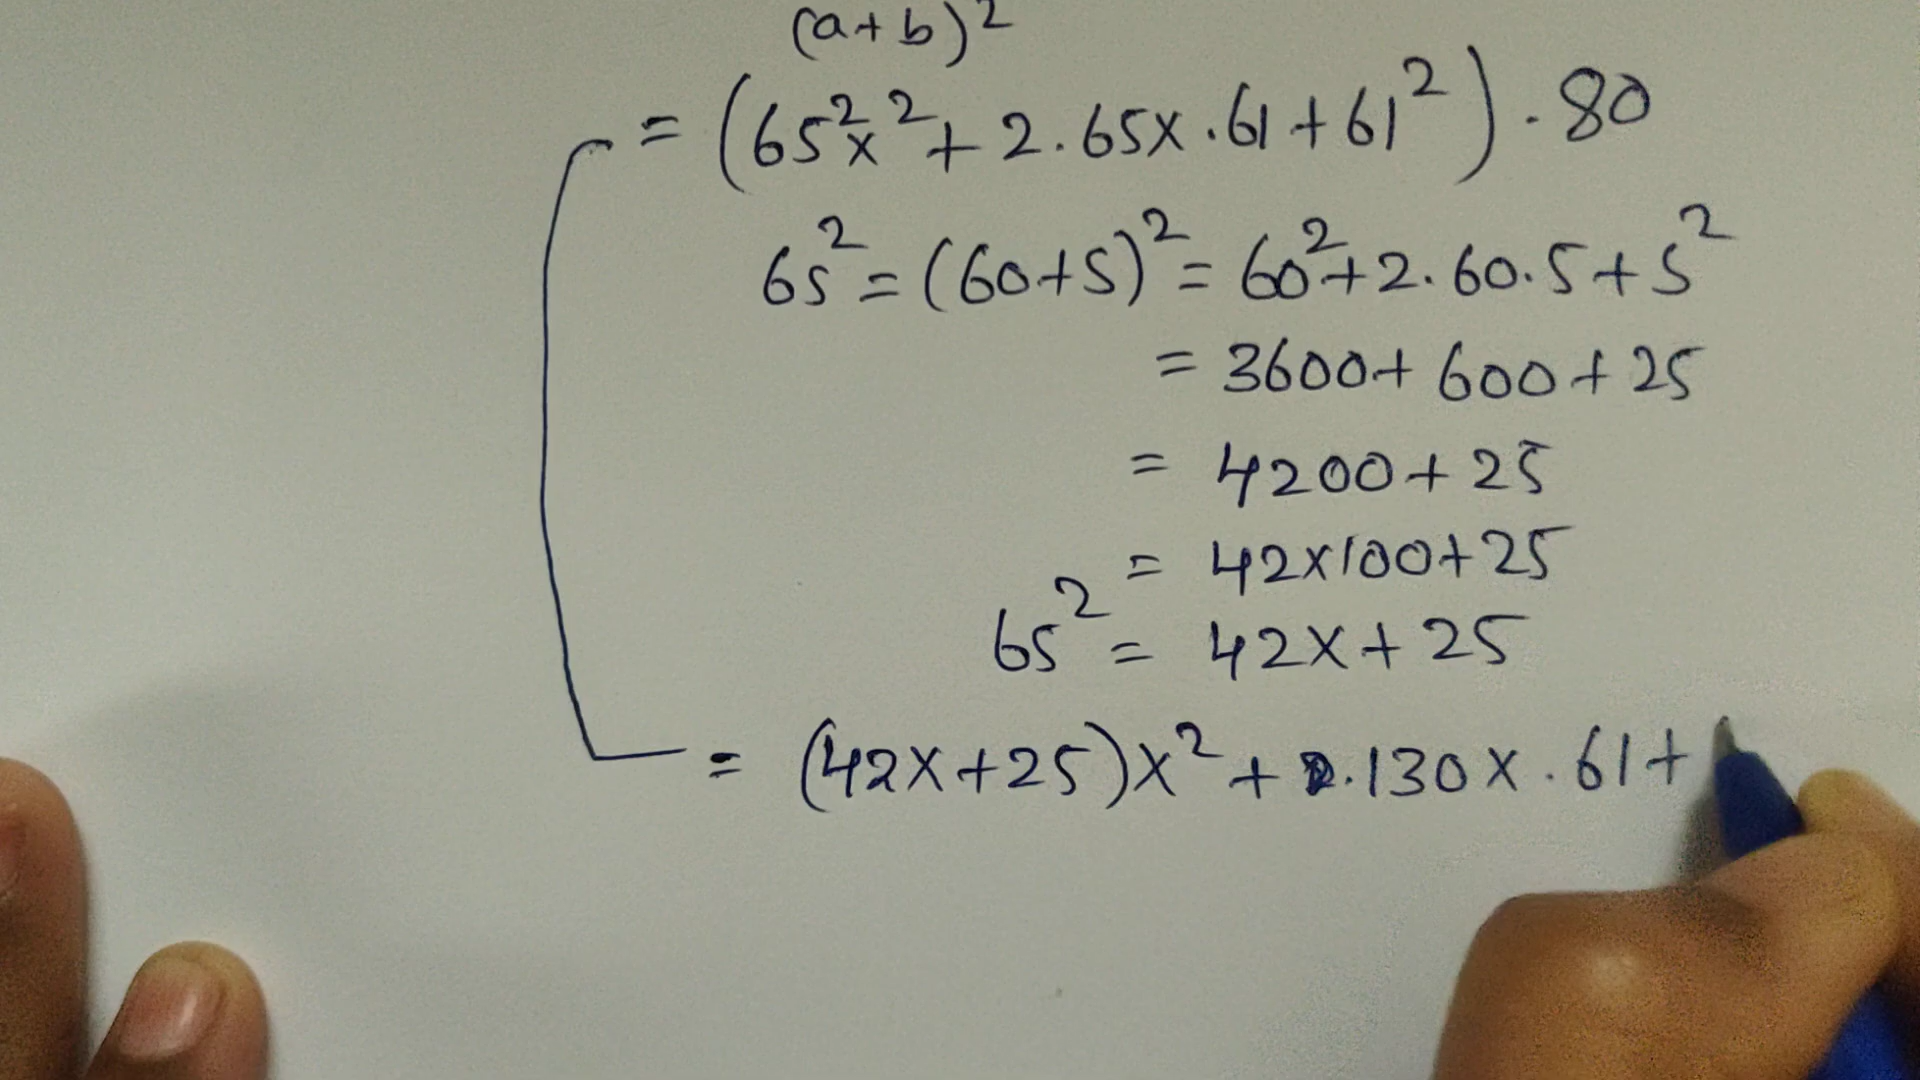 (a+b)²
= (65²x² + 2.65x.61 + 61²).80
65² = (60+5)² = 60² + 2.60.5 + 5²
= 3600 + 600 + 25
= 4200 + 25
= 42x100 + 25
65² = 42x + 25
= (42x+25)x² + 2.130x.61 +